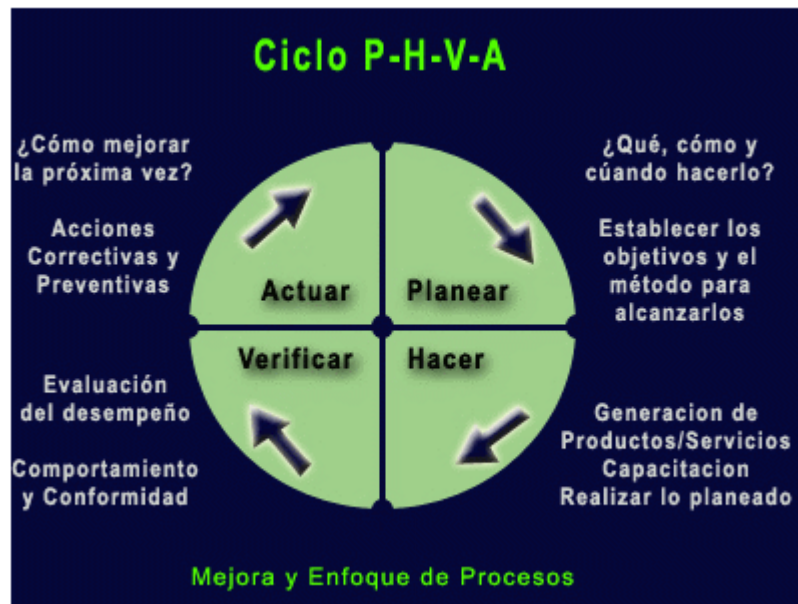 Ciclo P-H-V-A
¿Cómo mejorar
la próxima vez?
Acciones
Correctivas y
Preventivas
¿Qué, cómo y
cúando hacerlo?
Establecer los
objetivos y el
método para
alcanzarlos
Actuar
Planear
Verificar
Hacer
Evaluación
del desempeño
Comportamiento
y Conformidad
Generacion de
Productos/Servicios
Capacitacion
Realizar lo planeado
Mejora y Enfoque de Procesos